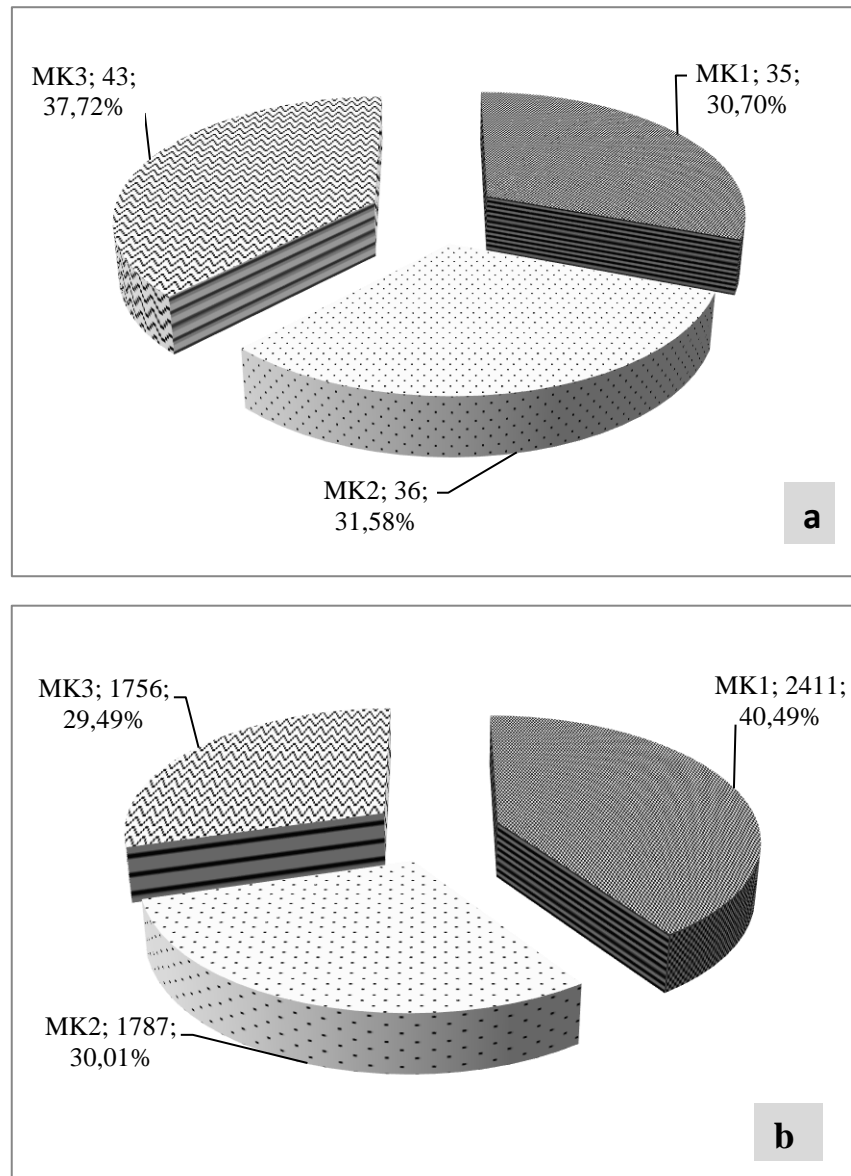 MK3; 43;
37,72%
MK1; 35;
30,70%
MK2; 36;
31,58%
a
MK3; 1756;
29,49%
MK1; 2411;
40,49%
MK2; 1787;
30,01%
b